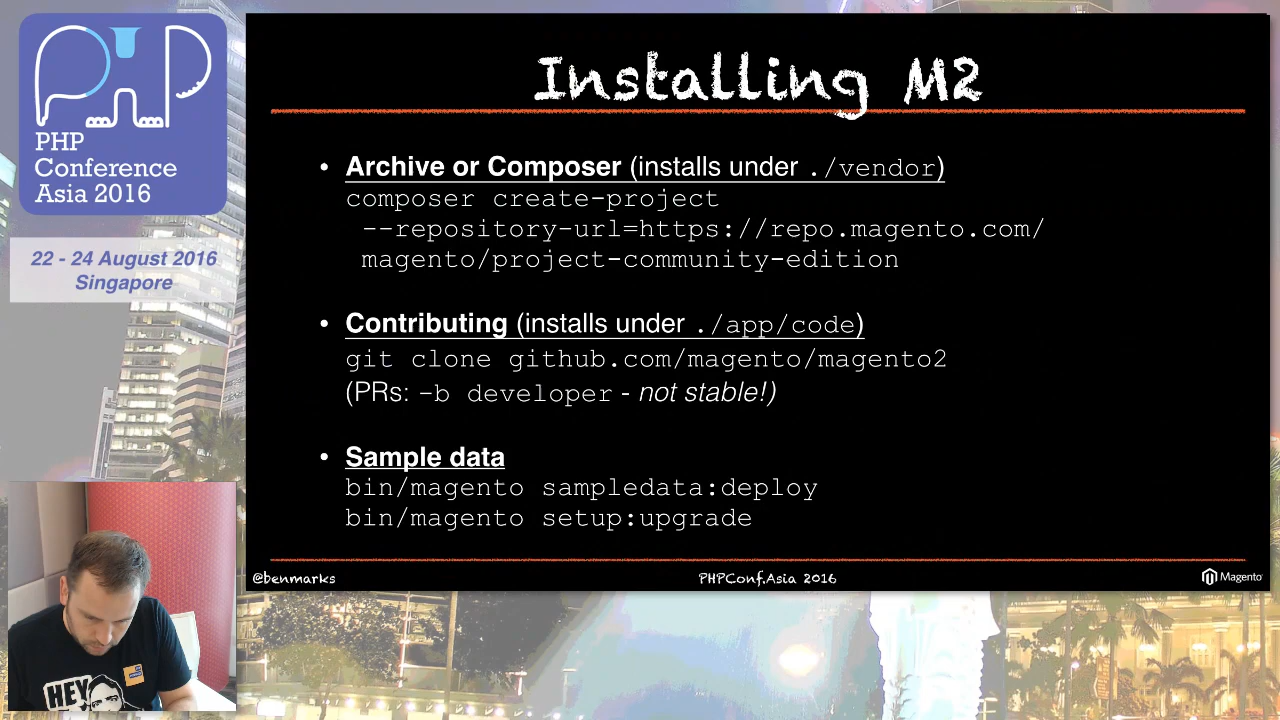 PHP
Conference
Asia 2016
22 - 24 August 2016
Singapore
Installing M2
• Archive or Composer (installs under ./vendor)
composer create-project
--repository-url=https://repo.magento.com/
magento/project-community-edition
• Contributing (installs under ./app/code)
git clone github.com/magento/magento2
(PRs: -b developer - not stable!)
• Sample data
bin/magento sampledata:deploy
bin/magento setup:upgrade
@benmarks
PHPConf.Asia 2016
Magento
HEY